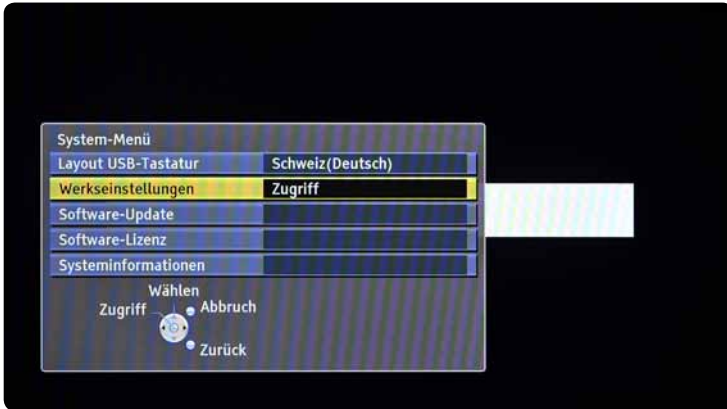 System-Menü
Layout USB-Tastatur Schweiz(Deutsch)
Werkseinstellungen Zugriff
Software-Update
Software-Lizenz
Systeminformationen
Wählen
Zugriff Abbruch
Zurück